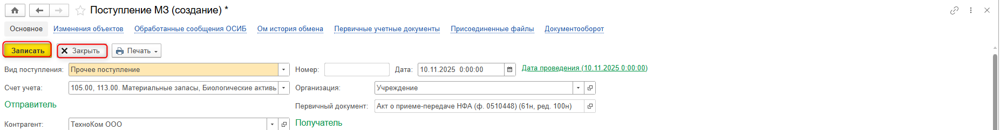 Поступление МЗ (создание) *
Основное Изменения объектов Обработанные сообщения ОСИБ Ом история обмена Первичные учетные документы Присоединенные файлы Документооборот
Записать Закрыть Печать
Вид поступления: Прочее поступление Номер: Дата: 10.11.2025 0:00:00 Дата проведения (10.11.2025 0:00:00)
Счет учета: 105.00, 113.00. Материальные запасы, Биологические активы Организация: Учреждение
Отправитель
Первичный документ: Акт о приеме-передаче НФА (ф. 0510448) (61н, ред. 100н)
Контрагент: ТехноКом ООО Получатель